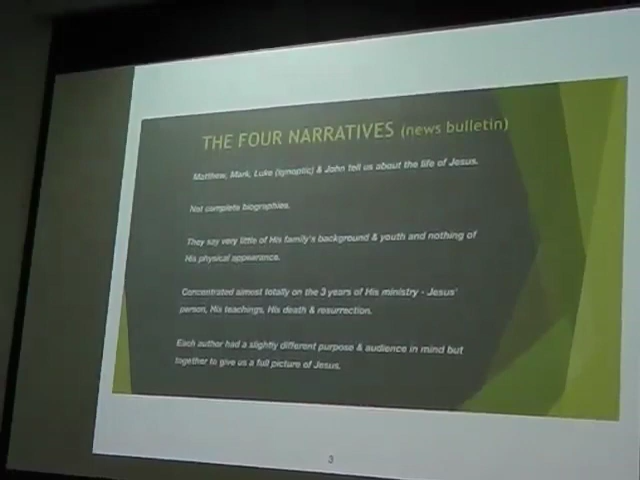 THE FOUR NARRATIVES (news bulletin)
Matthew, Mark, Luke (synoptic) & John tell us about the life of Jesus.
Not complete biographies.
They say very little of His family's background & youth and nothing of
His physical appearance.
Concentrated almost totally on the 3 years of His ministry - Jesus'
person, His teachings, His death & resurrection.
Each author had a slightly different purpose & audience in mind but
together to give us a full picture of Jesus.
3